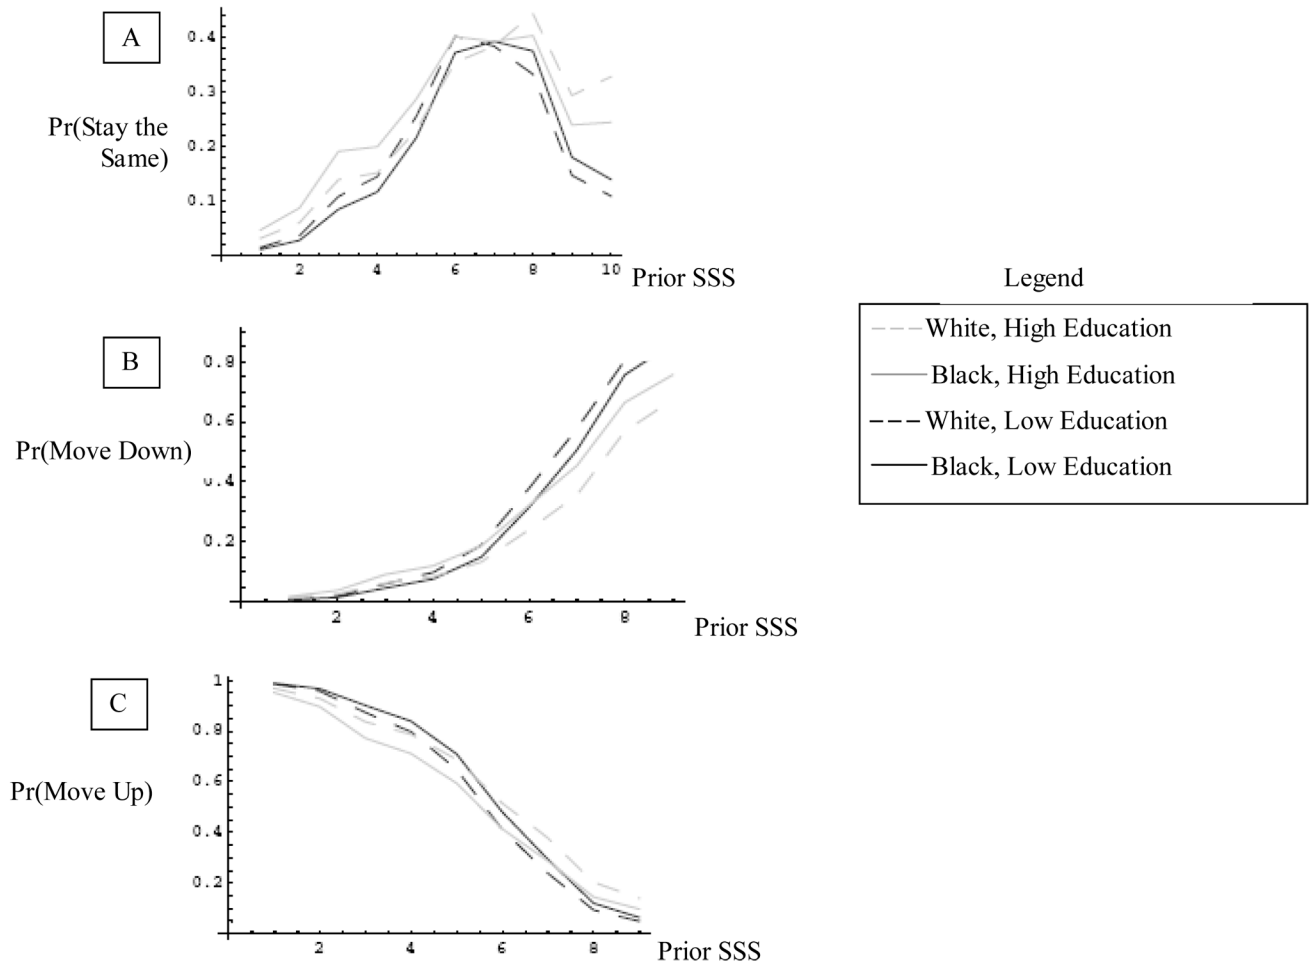 A
Pr(Stay the
Same)
0.4
0.3
0.2
0.1
2 4 6 8 10
Prior SSS
Legend
White, High Education
Black, High Education
White, Low Education
Black, Low Education
B
Pr(Move Down)
0.8
0.6
0.4
0.2
2 4 6 8
Prior SSS
C
Pr(Move Up)
1
0.8
0.6
0.4
0.2
2 4 6 8
Prior SSS